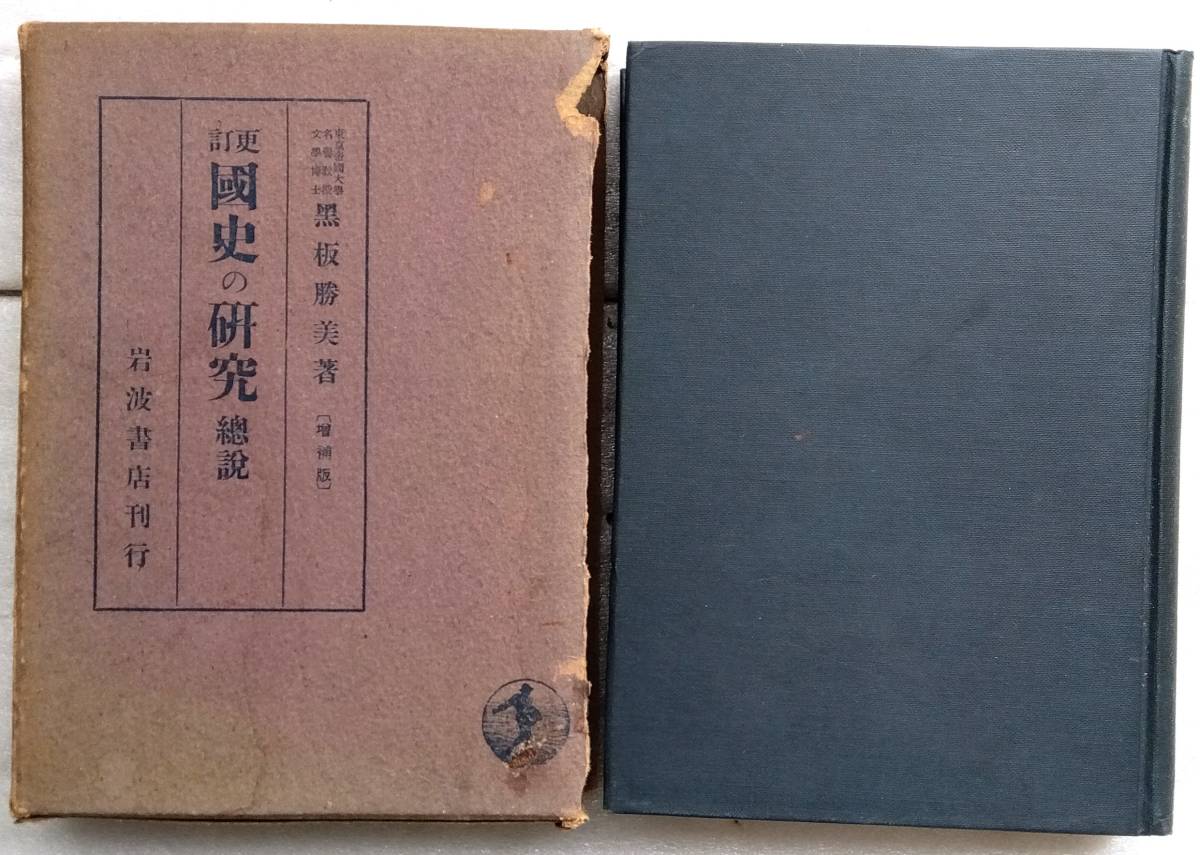 東京帝國大學
名譽教授
文學博士
黑板勝美著〔增補版〕
更訂 國史の研究 總說
岩波書店刊行